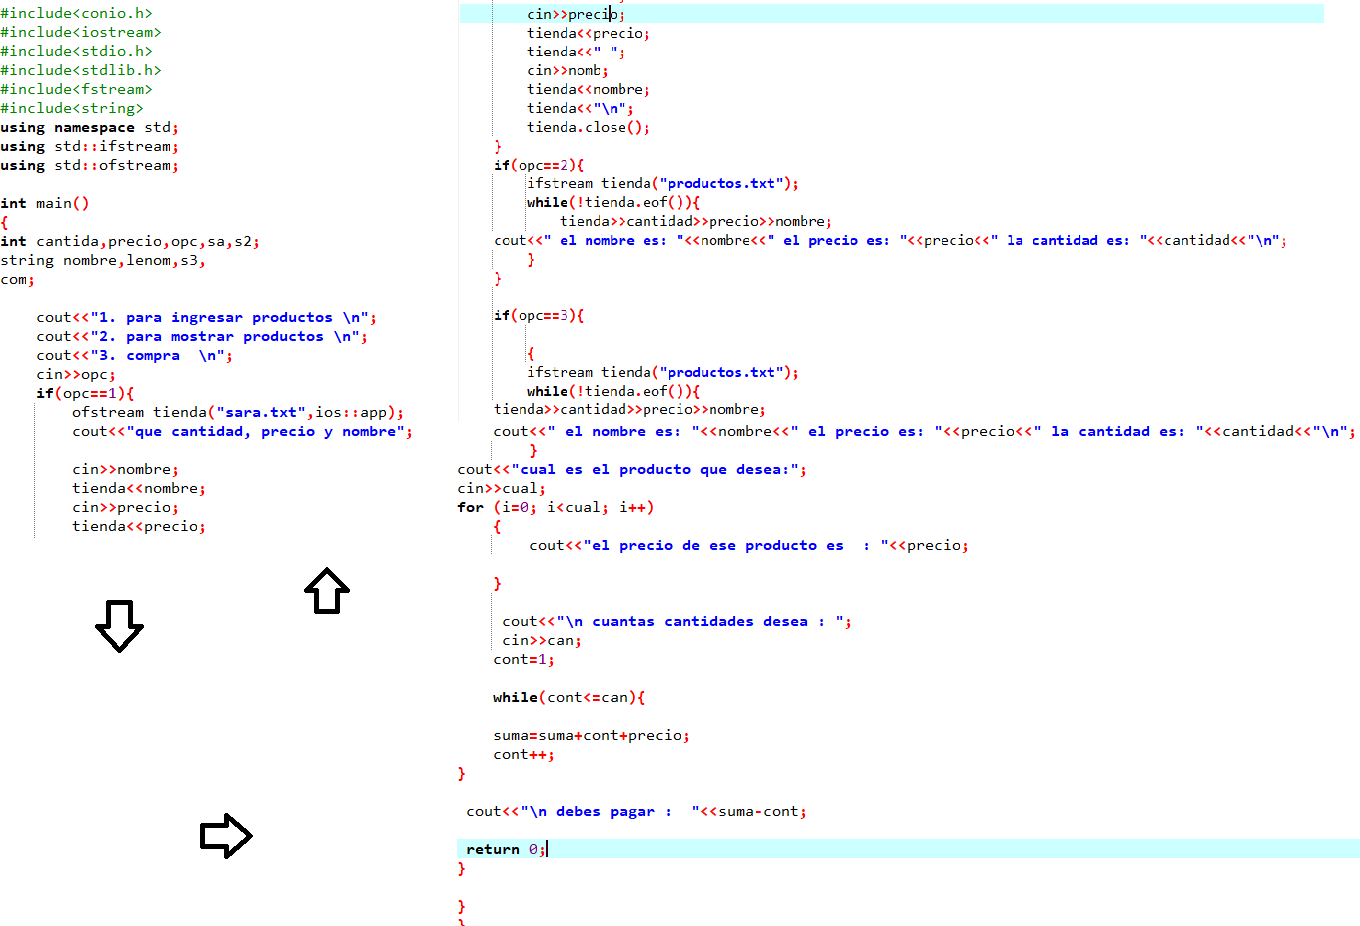 #include<conio.h>
#include<iostream>
#include<stdio.h>
#include<stdlib.h>
#include<fstream>
#include<string>
using namespace std;
using std::ifstream;
using std::ofstream;
int main()
{
int cantida,precio,opc,sa,s2;
string nombre,lenom,s3,
com;
cout<<"1. para ingresar productos \n";
cout<<"2. para mostrar productos \n";
cout<<"3. compra  \n";
cin>>opc;
if(opc==1){
ofstream tienda("sara.txt",ios::app);
cout<<"que cantidad, precio y nombre";
cin>>nombre;
tienda<<nombre;
cin>>precio;
tienda<<precio;
cin>>precio;
tienda<<precio;
tienda<<" ";
cin>>nomb;
tienda<<nombre;
tienda<<"\n";
tienda.close();
}
if(opc==2){
ifstream tienda("productos.txt");
while(!tienda.eof()){
tienda>>cantidad>>precio>>nombre;
cout<<" el nombre es: "<<nombre<<" el precio es: "<<precio<<" la cantidad es: "<<cantidad<<"\n";
}
}
if(opc==3){
{
ifstream tienda("productos.txt");
while(!tienda.eof()){
tienda>>cantidad>>precio>>nombre;
cout<<" el nombre es: "<<nombre<<" el precio es: "<<precio<<" la cantidad es: "<<cantidad<<"\n";
}
cout<<"cual es el producto que desea:";
cin>>cual;
for (i=0; i<cual; i++)
{
cout<<"el precio de ese producto es  : "<<precio;
}
cout<<"\n cuantas cantidades desea : ";
cin>>can;
cont=1;
while(cont<=can){
suma=suma+cont+precio;
cont++;
}
cout<<"\n debes pagar :  "<<suma-cont;
return 0;
}
}